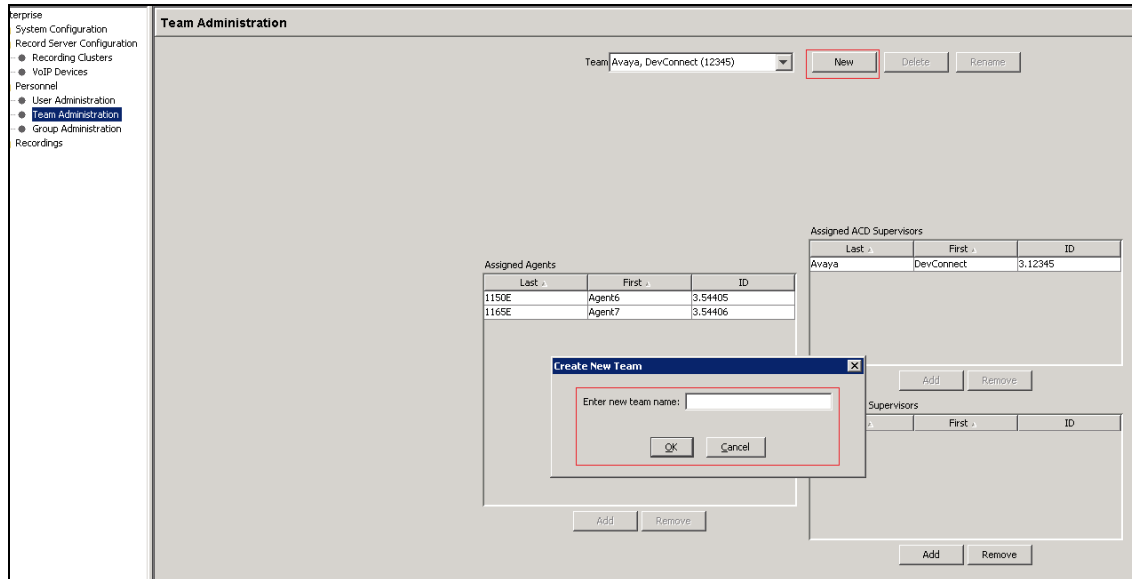 terprise
System Configuration
Record Server Configuration
Recording Clusters
VoIP Devices
Personnel
User Administration
Team Administration
Group Administration
Recordings
Team Administration
Team Avaya, DevConnect (12345) New Delete Rename
Assigned Agents
Last First ID
1150E Agent6 3.54405
1165E Agent7 3.54406
Add Remove
Assigned ACD Supervisors
Last First ID
Avaya DevConnect 3.12345
Add Remove
Supervisors
First ID
Add Remove
Create New Team
Enter new team name:
OK Cancel